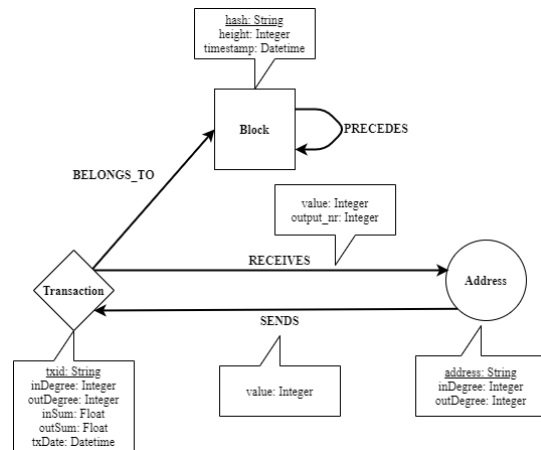 hash: String
height: Integer
timestamp: Datetime
Block
PRECEDES
BELONGS_TO
value: Integer
output_nr: Integer
RECEIVES
Transaction
Address
SENDS
txid: String
inDegree: Integer
outDegree: Integer
inSum: Float
outSum: Float
txDate: Datetime
value: Integer
address: String
inDegree: Integer
outDegree: Integer